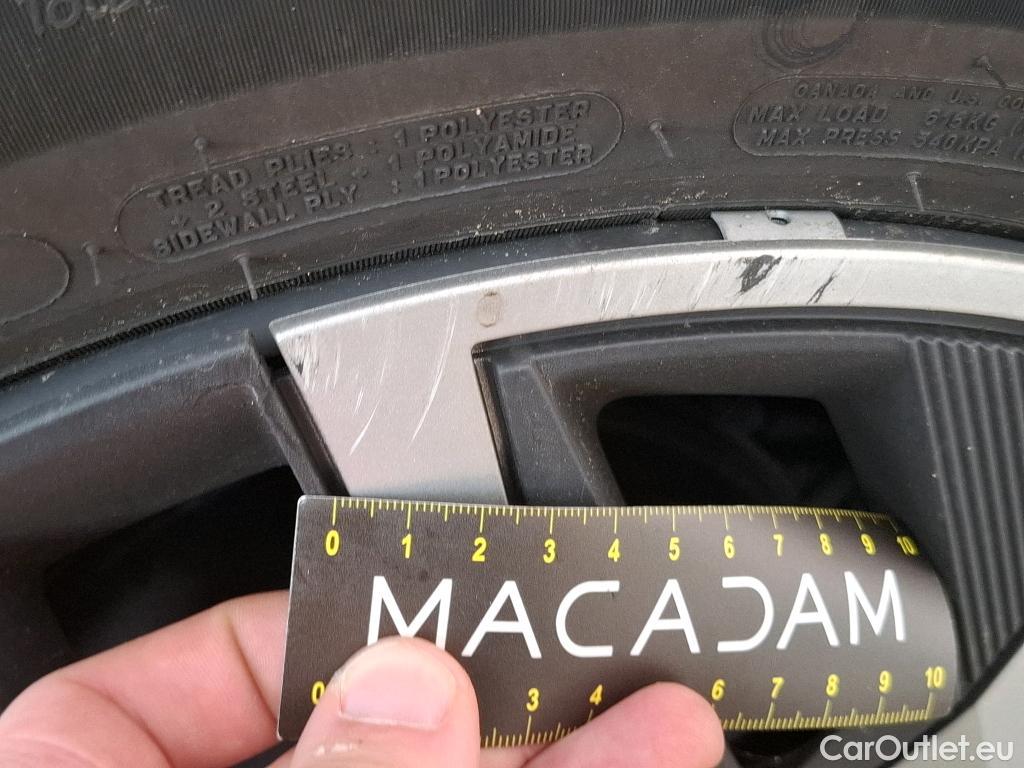 TREAD PLIES : 1 POLYESTER
+ 2 STEEL + 1 POLYAMIDE
SIDEWALL PLY : 1 POLYESTER
CANADA AND U.S. CO
MAX LOAD 615KG (
MAX PRESS 340KPA (
0 1 2 3 4 5 6 7 8 9 10
MACADAM
0 3 4 6 7 8 9 10
CarOutlet.eu